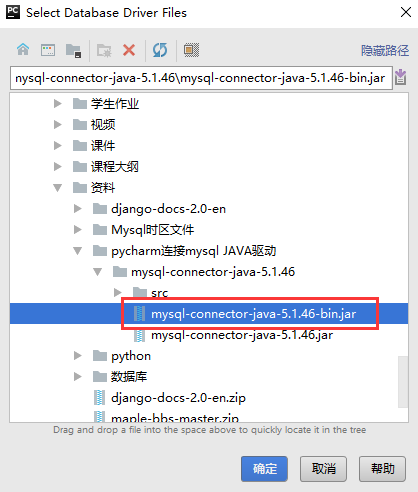 PC
Select Database Driver Files
隐藏路径
nysql-connector-java-5.1.46\mysql-connector-java-5.1.46-bin.jar
学生作业
视频
课件
课程大纲
资料
django-docs-2.0-en
Mysql时区文件
pycharm连接mysql JAVA驱动
mysql-connector-java-5.1.46
src
mysql-connector-java-5.1.46-bin.jar
mysql-connector-java-5.1.46.jar
python
数据库
django-docs-2.0-en.zip
maple-bbs-master.zip
Drag and drop a file into the space above to quickly locate it in the tree
确定
取消
帮助